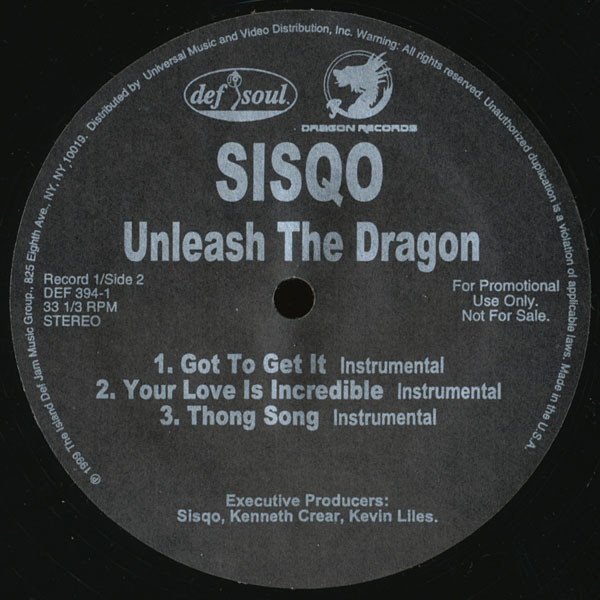 ℗ 1999 The Island Def Jam Music Group., 825 Eighth Ave., NY, NY, 10019. Distributed by Universal Music and Video Distribution, Inc. Warning: All rights reserved. Unauthorized duplication is a violation of applicable laws. Made in the U.S.A.
def soul.
DRAGON RECORDS
SISQO
Unleash The Dragon
Record 1/Side 2
DEF 394-1
33 1/3 RPM
STEREO
For Promotional
Use Only.
Not For Sale.
1. Got To Get It Instrumental
2. Your Love Is Incredible Instrumental
3. Thong Song Instrumental
Executive Producers:
Sisqo, Kenneth Crear, Kevin Liles.